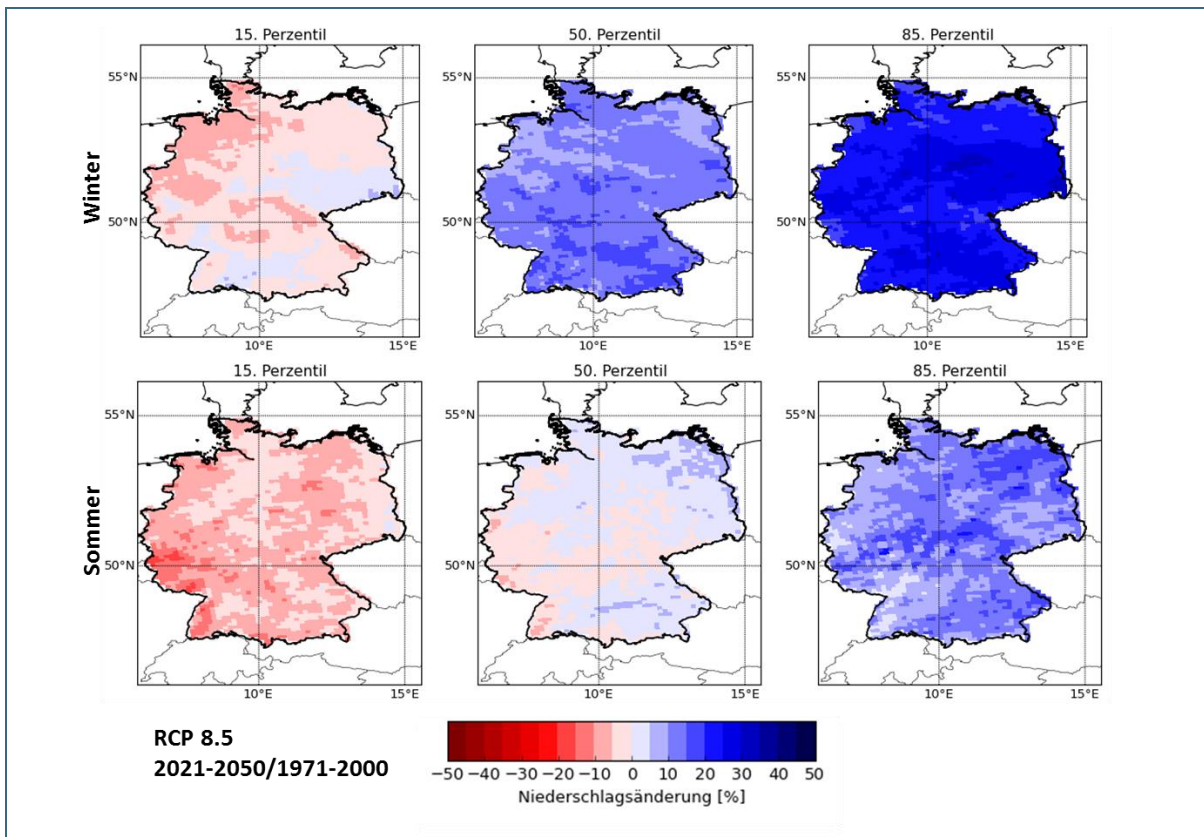 15. Perzentil 50. Perzentil 85. Perzentil
55°N 55°N 55°N
Winter
50°N 50°N 50°N
10°E 15°E 10°E 15°E 10°E 15°E
15. Perzentil 50. Perzentil 85. Perzentil
55°N 55°N 55°N
Sommer
50°N 50°N 50°N
10°E 15°E 10°E 15°E 10°E 15°E
RCP 8.5
2021-2050/1971-2000
−50 −40 −30 −20 −10 0 10 20 30 40 50
Niederschlagsänderung [%]